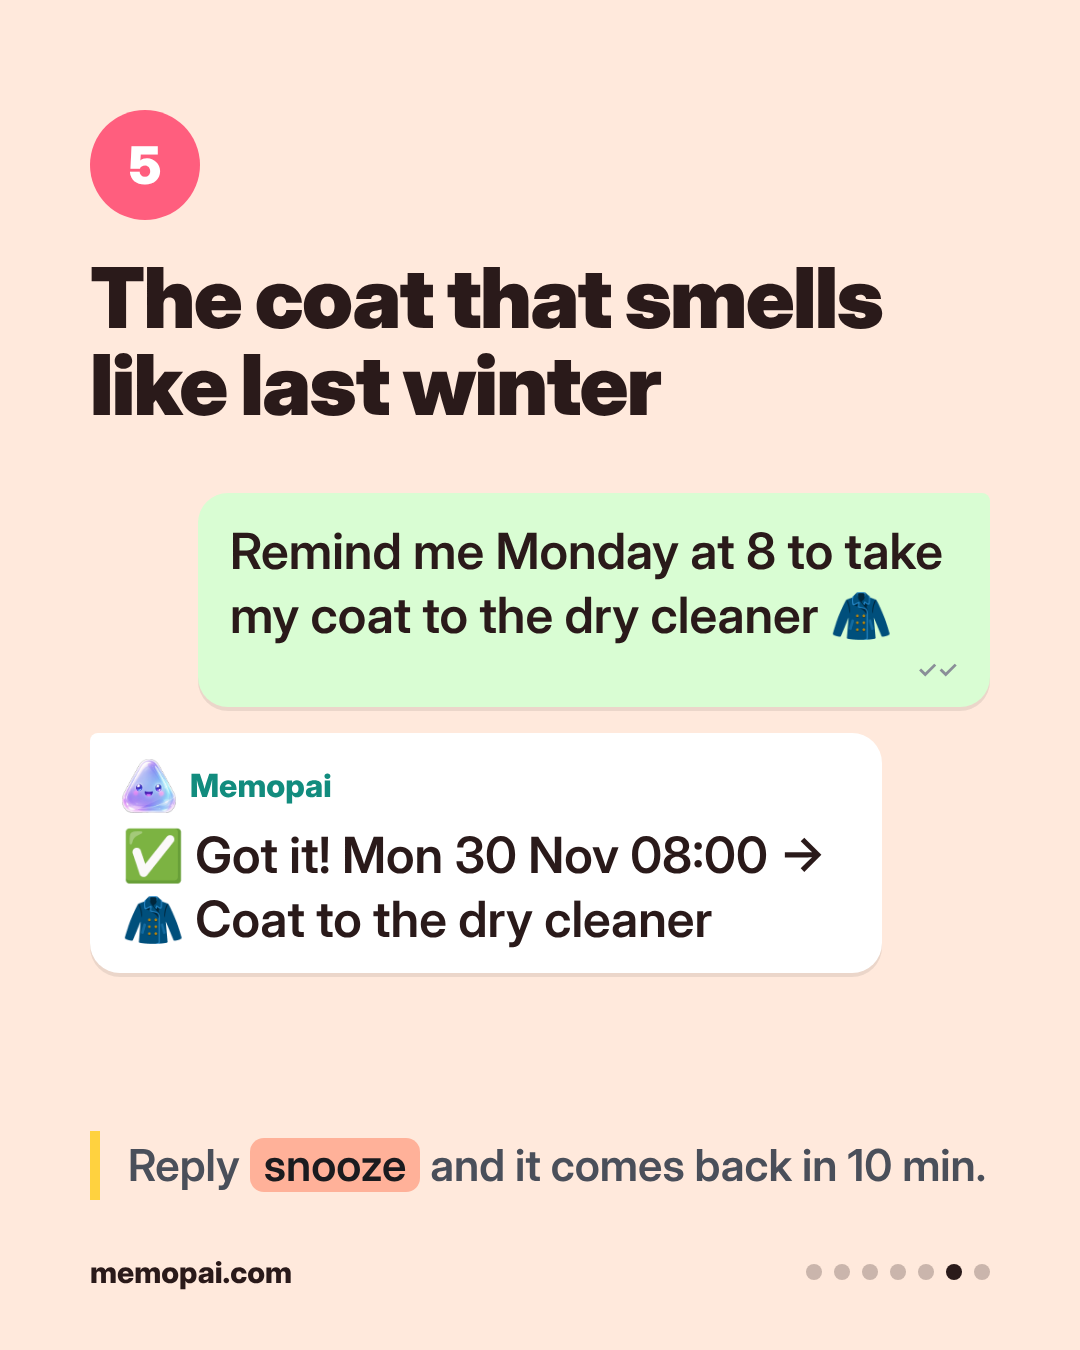 5
The coat that smells
like last winter
Remind me Monday at 8 to take
my coat to the dry cleaner 🧥
Memopai
✅ Got it! Mon 30 Nov 08:00 →
🧥 Coat to the dry cleaner
Reply snooze and it comes back in 10 min.
memopai.com